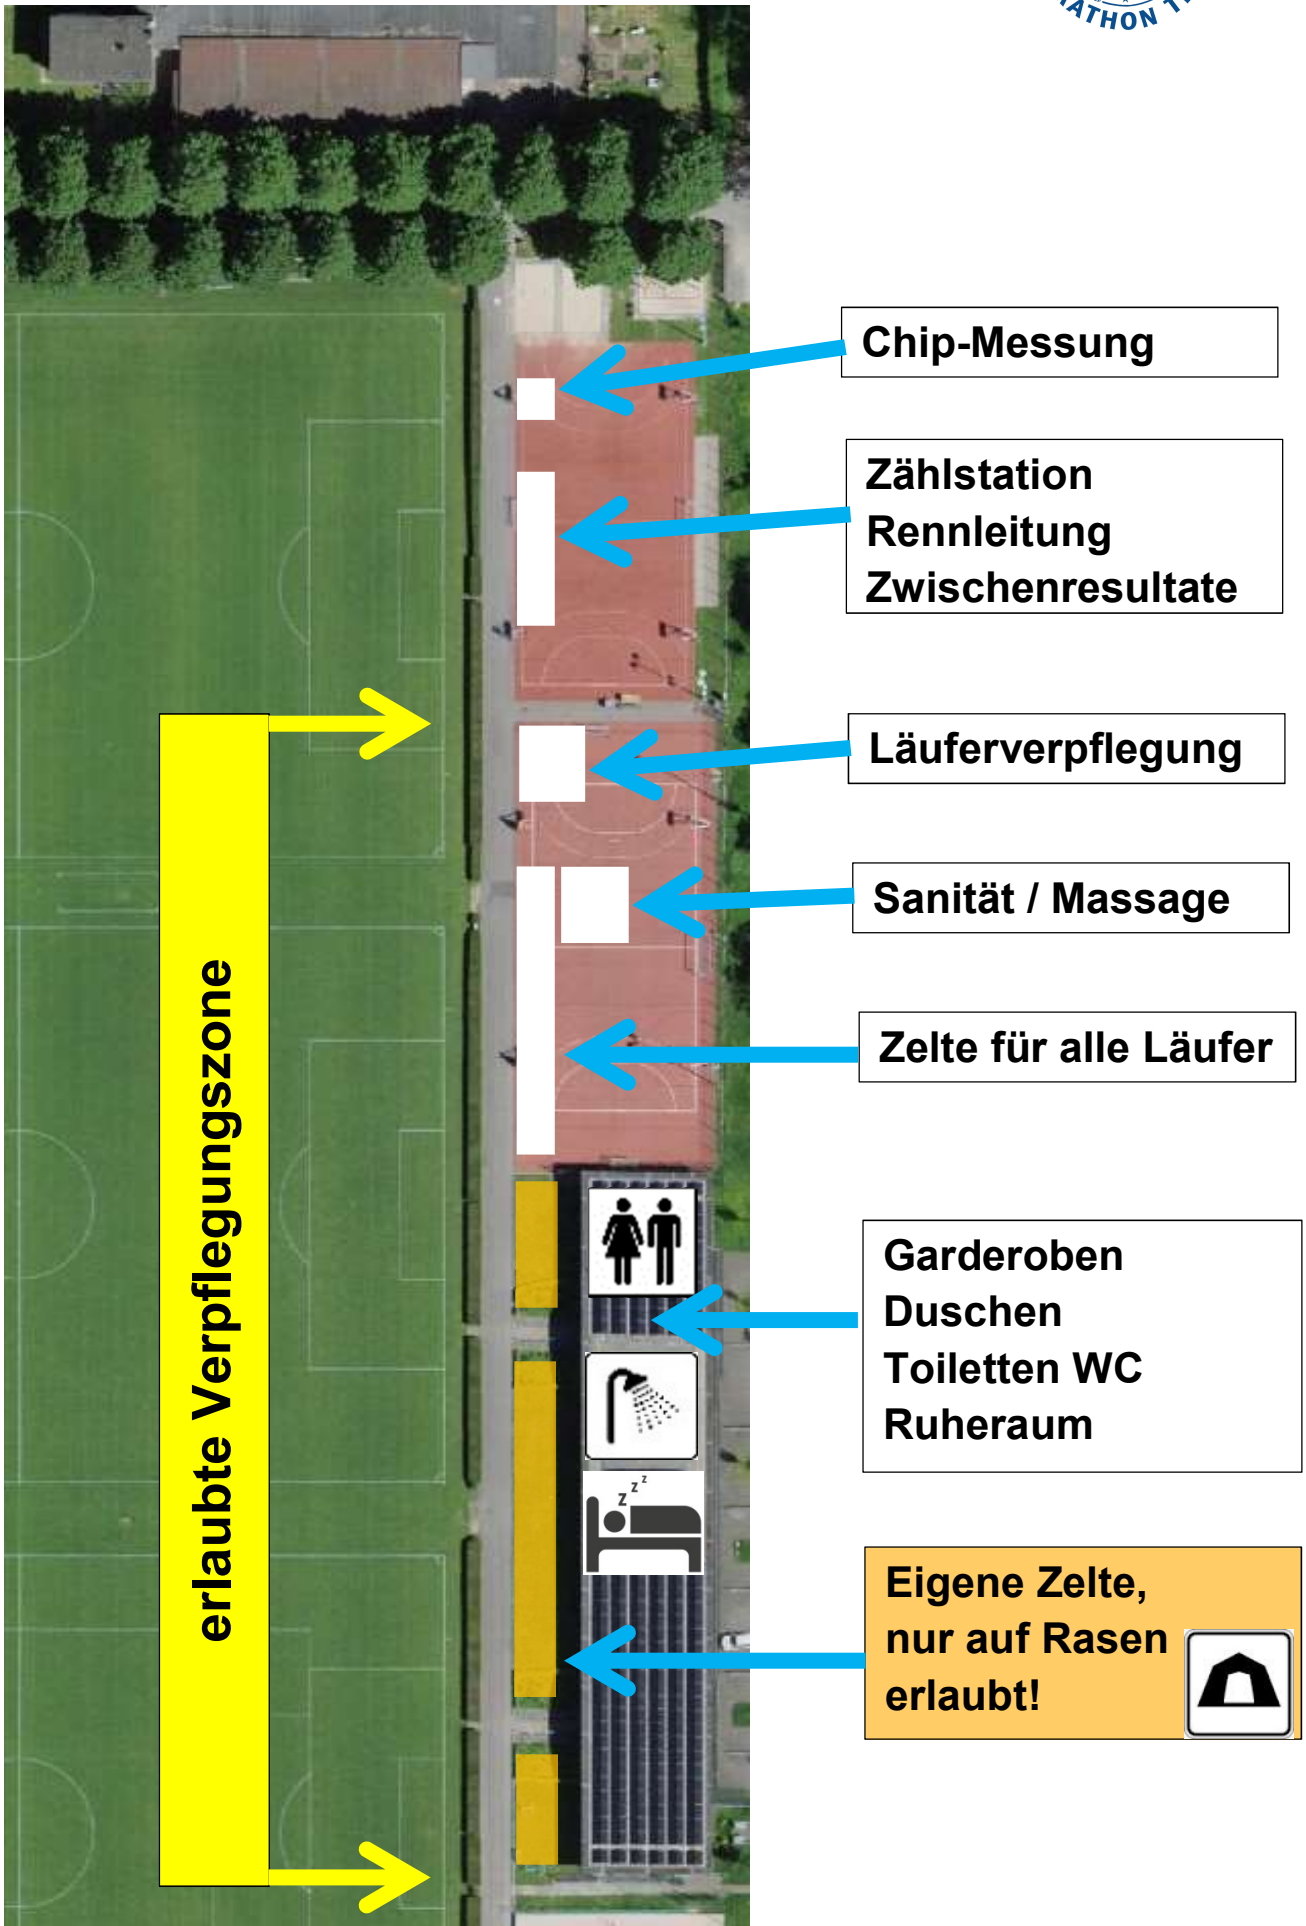 Chip-Messung
Zählstation
Rennleitung
Zwischenresultate
Läuferverpflegung
Sanität / Massage
Zelte für alle Läufer
erlaubte Verpflegungszone
Garderoben
Duschen
Toiletten WC
Ruheraum
z z z
Eigene Zelte,
nur auf Rasen
erlaubt!